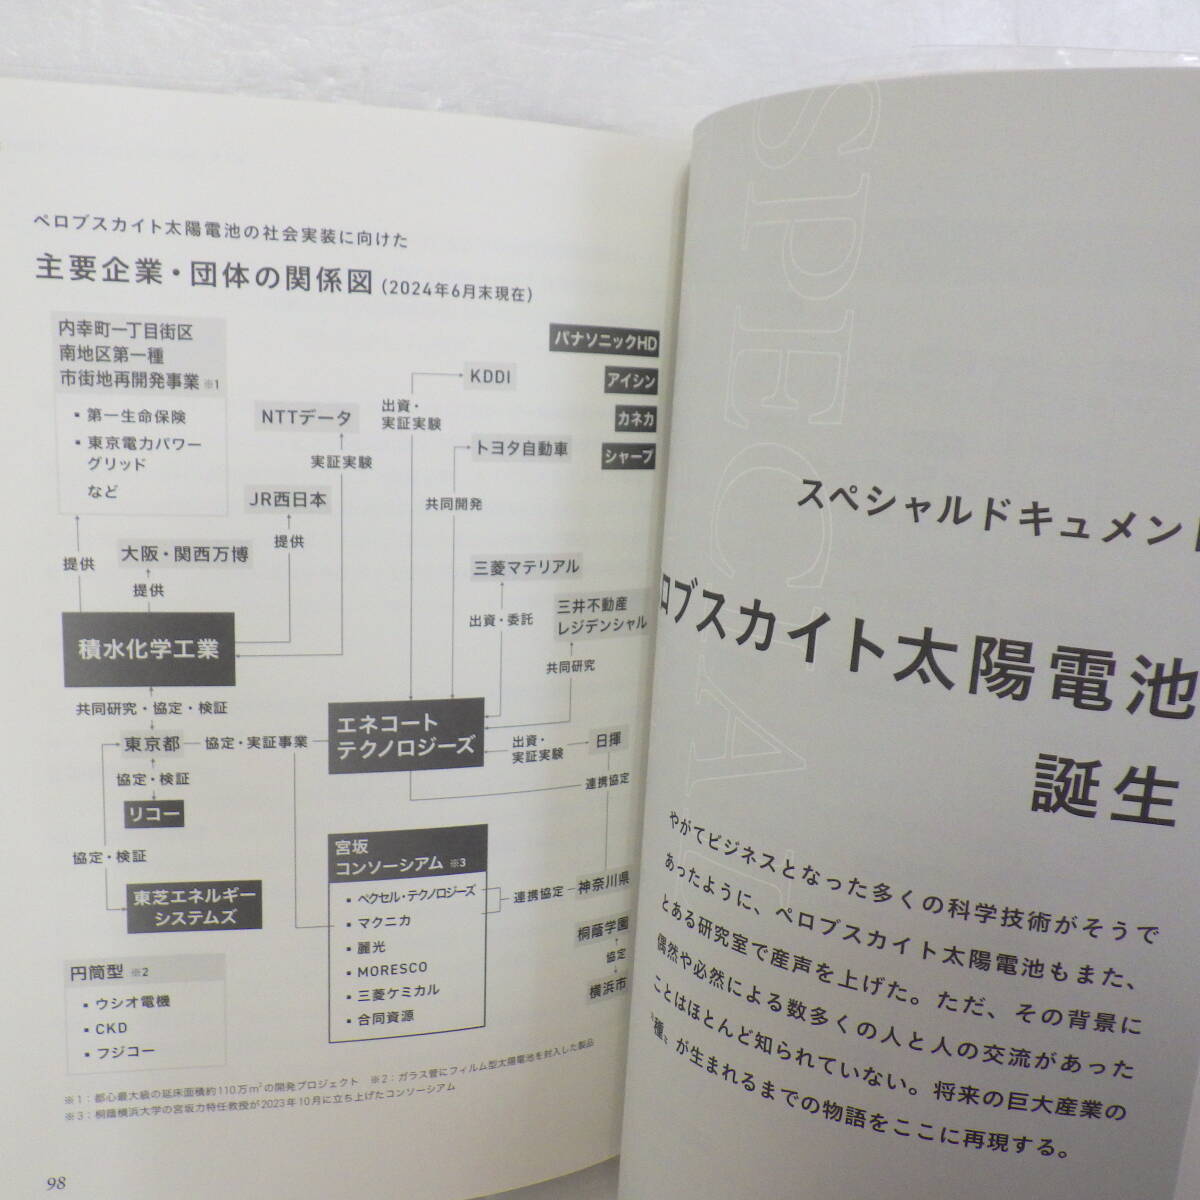 ペロブスカイト太陽電池の社会実装に向けた
主要企業・団体の関係図(2024年6月末現在)
内幸町一丁目街区
南地区第一種
市街地再開発事業 ※1
▪ 第一生命保険
▪ 東京電力パワー
グリッド
など
NTTデータ
実証実験
JR西日本
提供
大阪・関西万博
提供
提供
積水化学工業
共同研究・協定・検証
東京都
協定・実証事業
協定・検証
リコー
協定・検証
東芝エネルギー
システムズ
KDDI
出資・
実証実験
トヨタ自動車
共同開発
パナソニックHD
アイシン
カネカ
シャープ
三菱マテリアル
出資・委託
三井不動産
レジデンシャル
共同研究
エネコート
テクノロジーズ
出資・
実証実験
日揮
連携協定
宮坂
コンソーシアム ※3
▪ ペクセル・テクノロジーズ
▪ マクニカ
▪ 麗光
▪ MORESCO
▪ 三菱ケミカル
▪ 合同資源
連携協定
神奈川県
桐蔭学園
協定
横浜市
円筒型 ※2
▪ ウシオ電機
▪ CKD
▪ フジコー
※1：都心最大級の延床面積約110万m²の開発プロジェクト ※2：ガラス管にフィルム型太陽電池を封入した製品
※3：桐蔭横浜大学の宮坂力特任教授が2023年10月に立ち上げたコンソーシアム
98
SPECIAL
スペシャルドキュメント
ロブスカイト太陽電池
誕生
やがてビジネスとなった多くの科学技術がそうで
あったように、ペロブスカイト太陽電池もまた、
とある研究室で産声を上げた。ただ、その背景に
偶然や必然による数多くの人と人の交流があった
ことはほとんど知られていない。将来の巨大産業の
〝種〟が生まれるまでの物語をここに再現する。